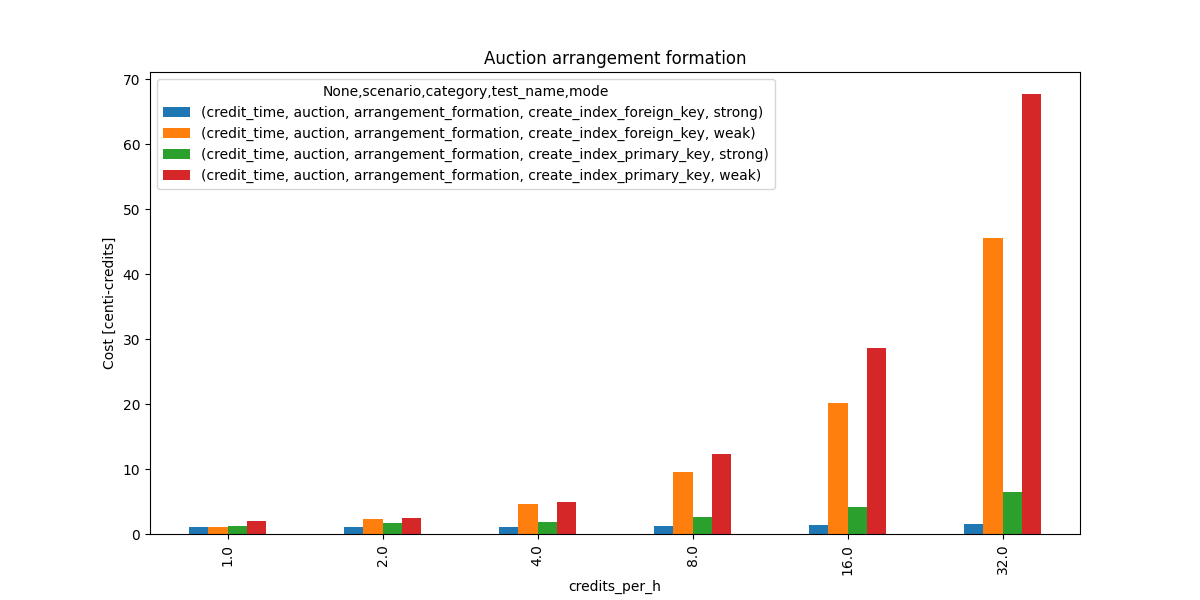 Auction arrangement formation
None,scenario,category,test_name,mode
(credit_time, auction, arrangement_formation, create_index_foreign_key, strong)
(credit_time, auction, arrangement_formation, create_index_foreign_key, weak)
(credit_time, auction, arrangement_formation, create_index_primary_key, strong)
(credit_time, auction, arrangement_formation, create_index_primary_key, weak)
Cost [centi-credits]
70
60
50
40
30
20
10
0
1.0
2.0
4.0
8.0
16.0
32.0
credits_per_h